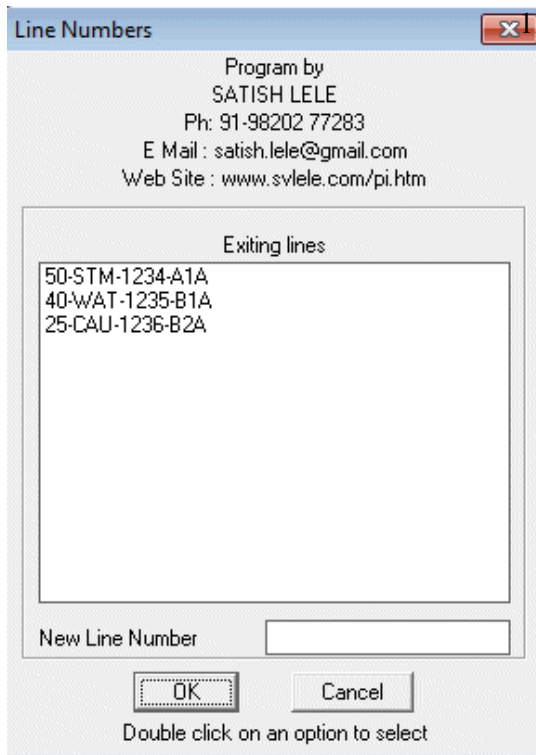 Line Numbers
1
Program by
SATISH LELE
Ph: 91-98202 77283
E Mail : satish.lele@gmail.com
Web Site : www.svlele.com/pi.htm
Exiting lines
50-STM-1234-A1A
40-WAT-1235-B1A
25-CAU-1236-B2A
New Line Number
OK
Cancel
Double click on an option to select